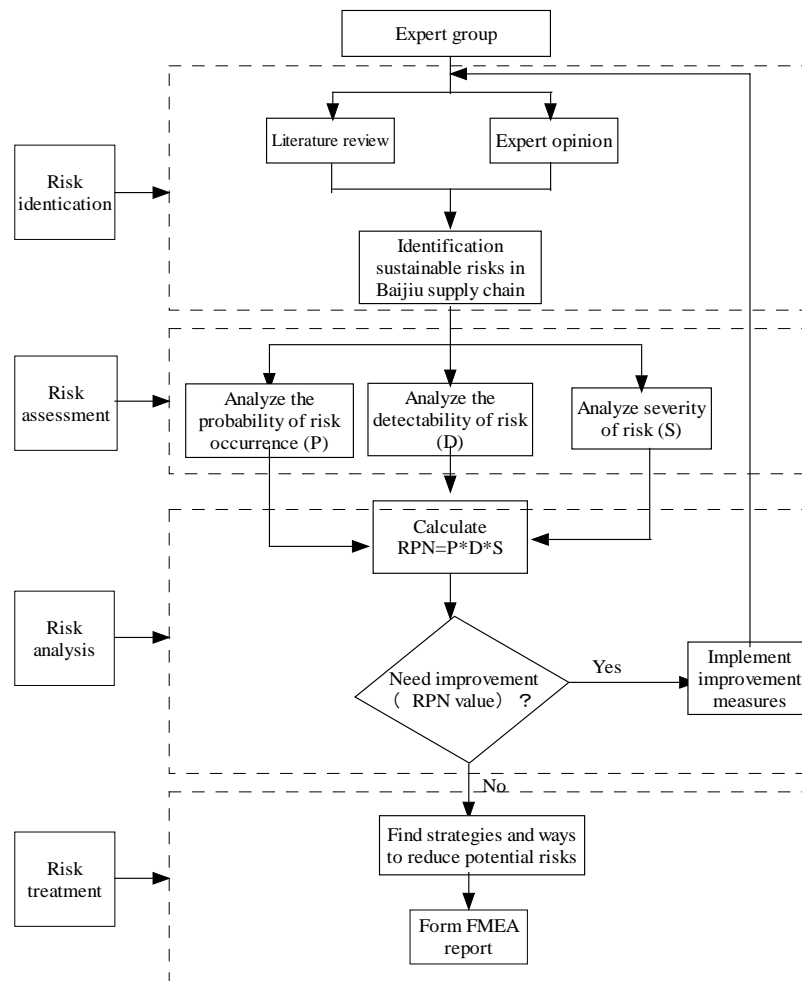 Expert group
Literature review
Expert opinion
Risk
identication
Identification
sustainable risks in
Baijiu supply chain
Risk
assessment
Analyze the
probability of risk
occurrence (P)
Analyze the
detectability of risk
(D)
Analyze severity
of risk (S)
Calculate
RPN=P*D*S
Risk
analysis
Need improvement
( RPN value) ?
Yes
Implement
improvement
measures
No
Risk
treatment
Find strategies and ways
to reduce potential risks
Form FMEA
report